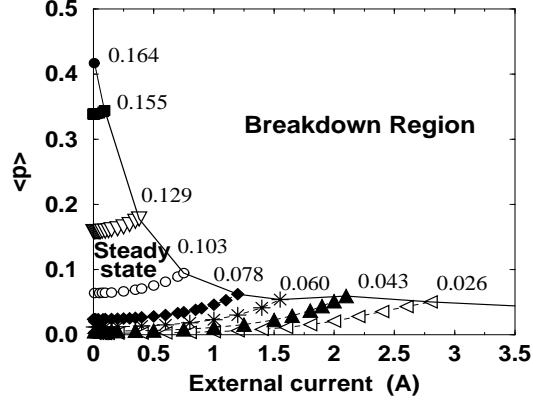 0.5
0.164
0.155
0.4
Breakdown Region
0.3
<p>
0.129
0.2
0.103
Steady
state
0.078
0.060
0.043
0.026
0.1
0.0
0 0.5 1 1.5 2 2.5 3 3.5
External current (A)